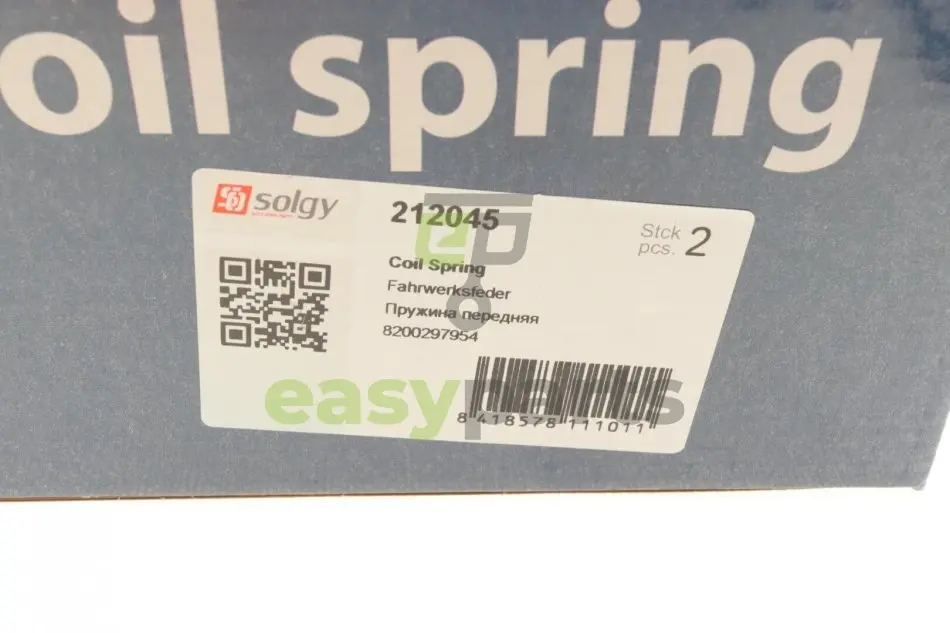 oil spring
solgy
212045
Stck
pcs. 2
Coil Spring
Fahrwerksfeder
Пружина передняя
8200297954
easyparts
8 418578 111011